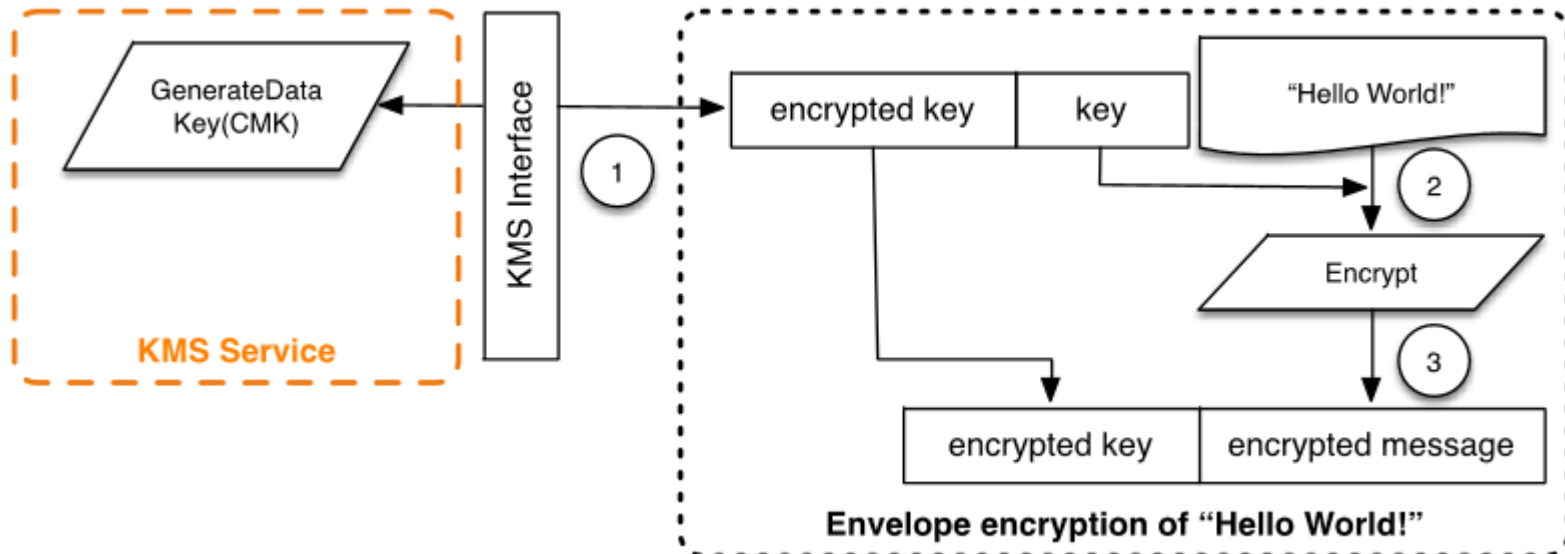 GenerateData
Key(CMK)
KMS Service
KMS Interface
1
encrypted key
key
“Hello World!”
2
Encrypt
3
encrypted key
encrypted message
Envelope encryption of “Hello World!”